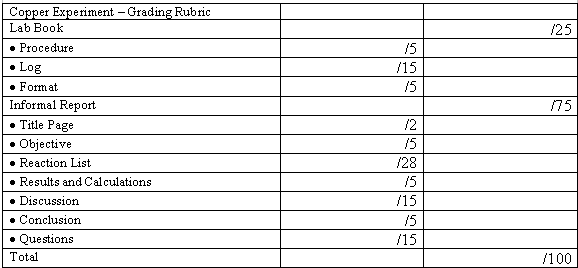 Copper Experiment – Grading Rubric
Lab Book /25
• Procedure /5
• Log /15
• Format /5
Informal Report /75
• Title Page /2
• Objective /5
• Reaction List /28
• Results and Calculations /5
• Discussion /15
• Conclusion /5
• Questions /15
Total /100